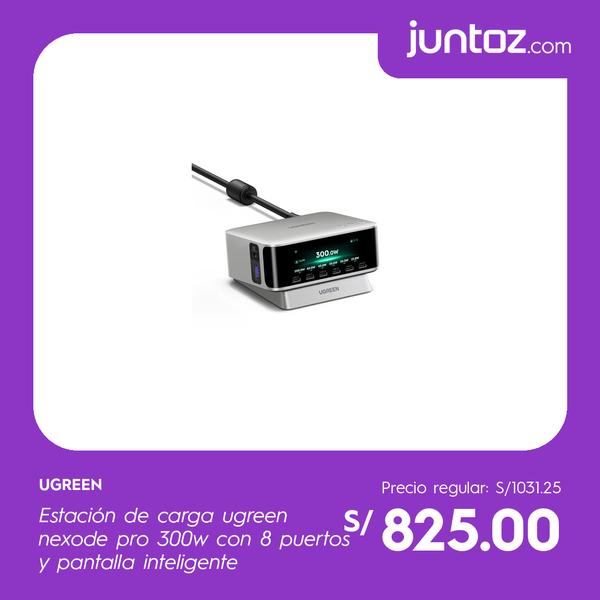 juntoz.com
300.0W
UGREEN
UGREEN
Precio regular: S/1031.25
Estación de carga ugreen
nexode pro 300w con 8 puertos
y pantalla inteligente
S/ 825.00